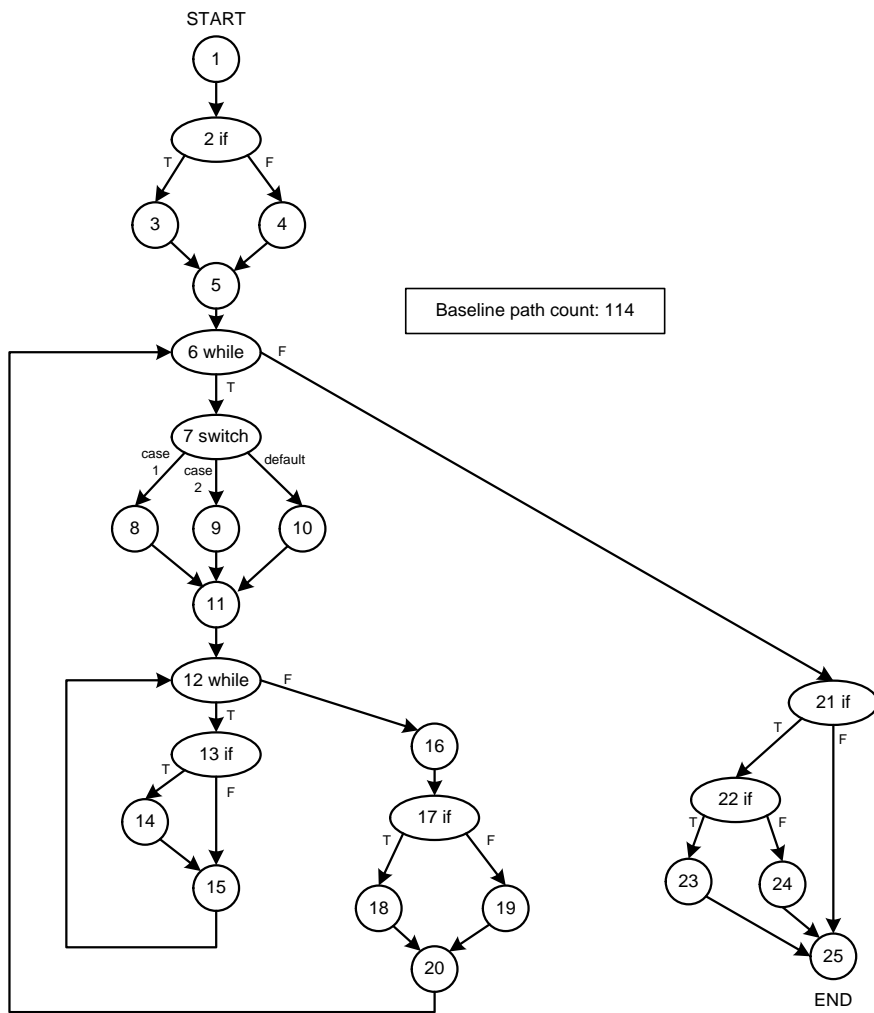 START
1
2 if
T
F
3
4
5
Baseline path count: 114
6 while
F
T
7 switch
case
1
case
2
default
8
9
10
11
12 while
F
T
21 if
T
F
16
13 if
T
F
22 if
T
F
14
17 if
T
F
15
23
24
18
19
20
25
END